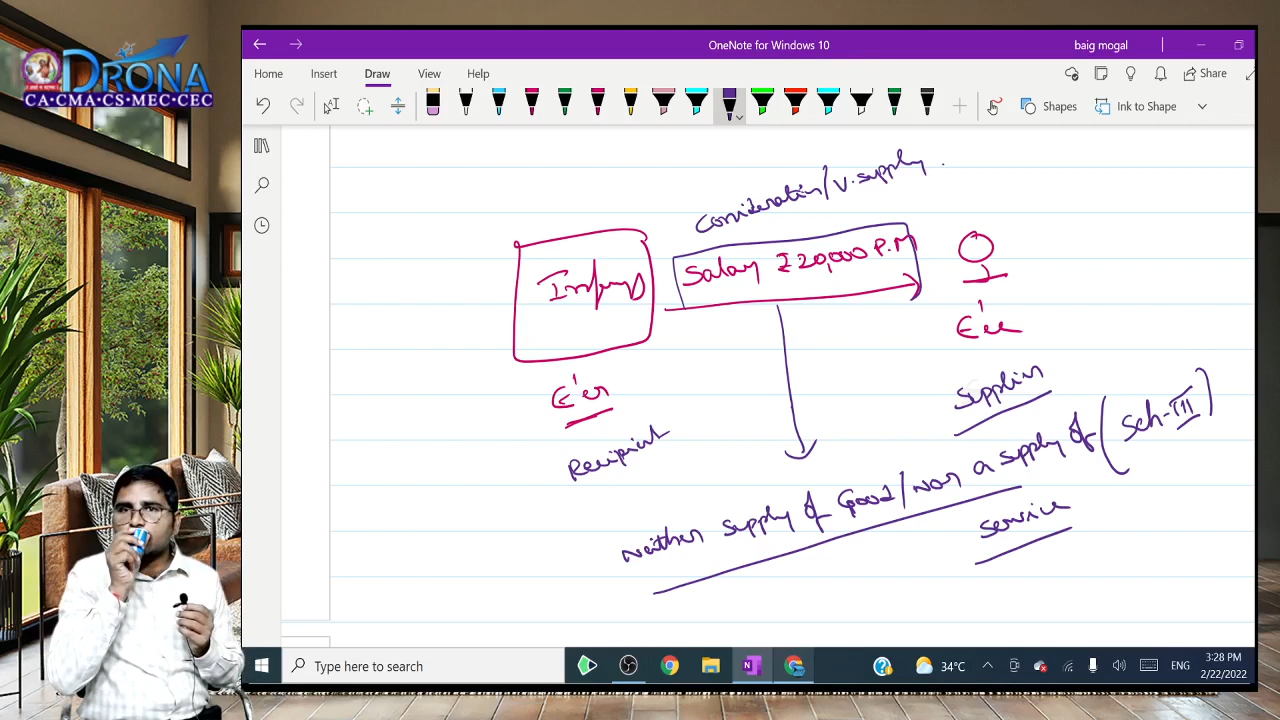 DRONA
CA•CMA•CS•MEC•CEC
OneNote for Windows 10
baig mogal
Home Insert Draw View Help
Share
Shapes
Ink to Shape
Consideration/V.supply.
Infosys
Salary ₹20,000 P.M
E'er
E'ee
Recipient
Supplier
Neither supply of Good/Nor a supply of (Sch-III)
Service
Type here to search
34°C
ENG
3:28 PM
2/22/2022